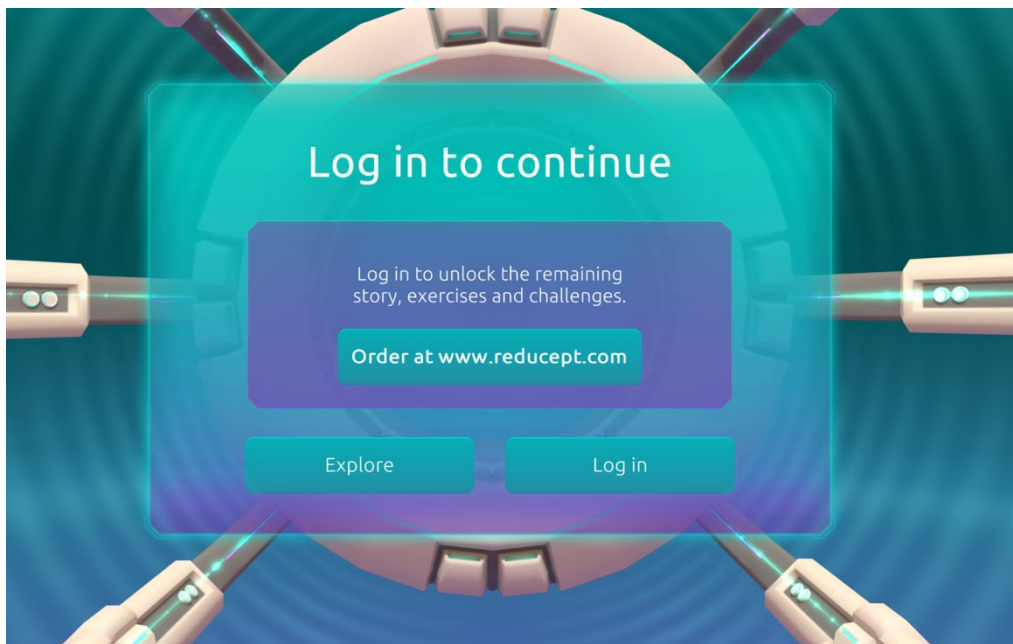 Log in to continue
Log in to unlock the remaining
story, exercises and challenges.
Order at www.reducept.com
Explore
Log in